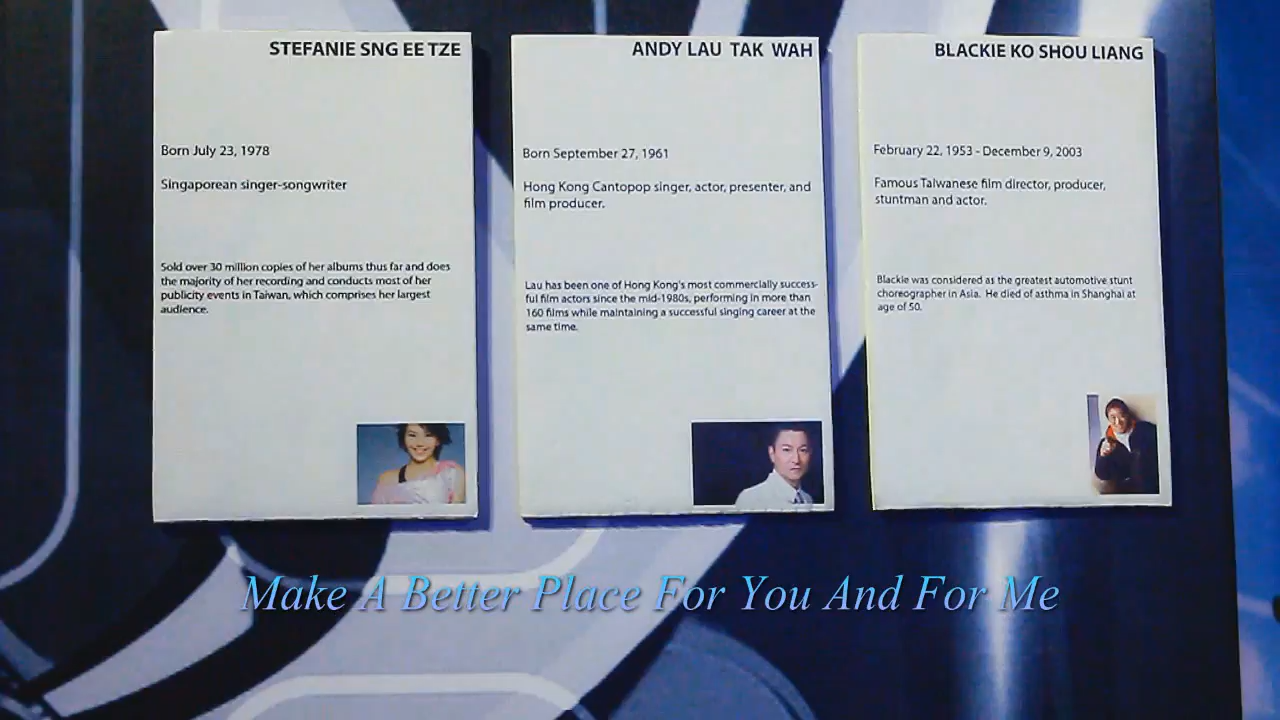 STEFANIE SNG EE TZE
Born July 23, 1978
Singaporean singer-songwriter
Sold over 30 million copies of her albums thus far and does
the majority of her recording and conducts most of her
publicity events in Taiwan, which comprises her largest
audience.
ANDY LAU TAK WAH
Born September 27, 1961
Hong Kong Cantopop singer, actor, presenter, and
film producer.
Lau has been one of Hong Kong's most commercially success-
ful film actors since the mid-1980s, performing in more than
160 films while maintaining a successful singing career at the
same time.
BLACKIE KO SHOU LIANG
February 22, 1953 - December 9, 2003
Famous Taiwanese film director, producer,
stuntman and actor.
Blackie was considered as the greatest automotive stunt
choreographer in Asia. He died of asthma in Shanghai at
age of 50.
Make A Better Place For You And For Me